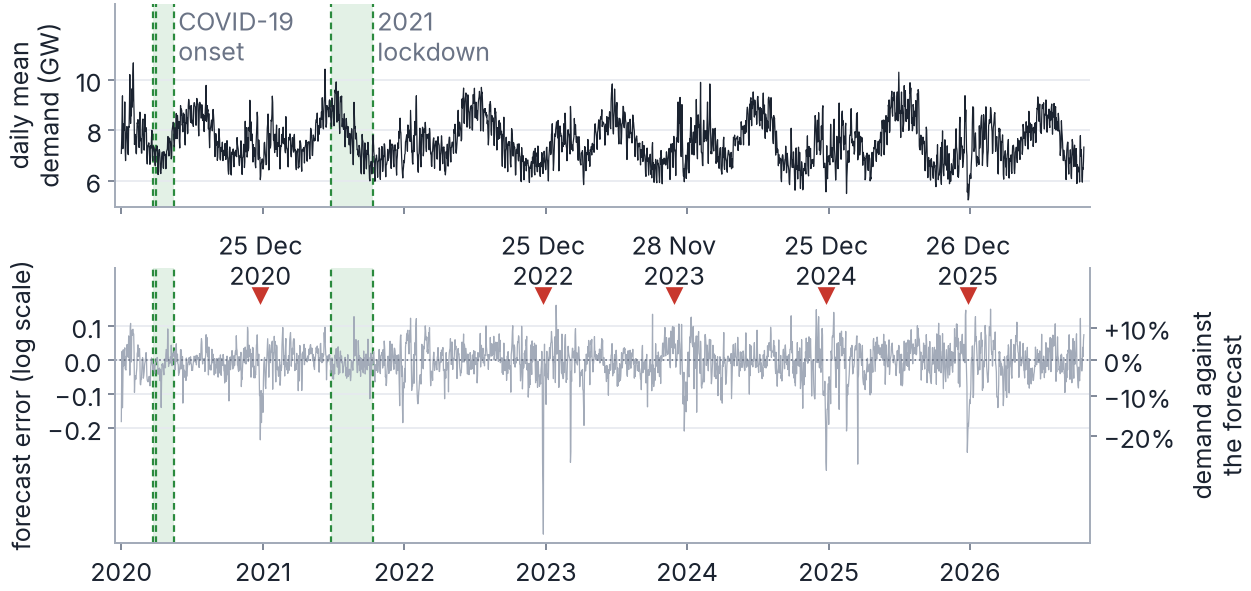 COVID-19
onset
2021
lockdown
daily mean
demand (GW)
10
8
6
25 Dec
2020
25 Dec
2022
28 Nov
2023
25 Dec
2024
26 Dec
2025
forecast error (log scale)
0.1
0.0
−0.1
−0.2
+10%
0%
−10%
−20%
demand against
the forecast
2020
2021
2022
2023
2024
2025
2026